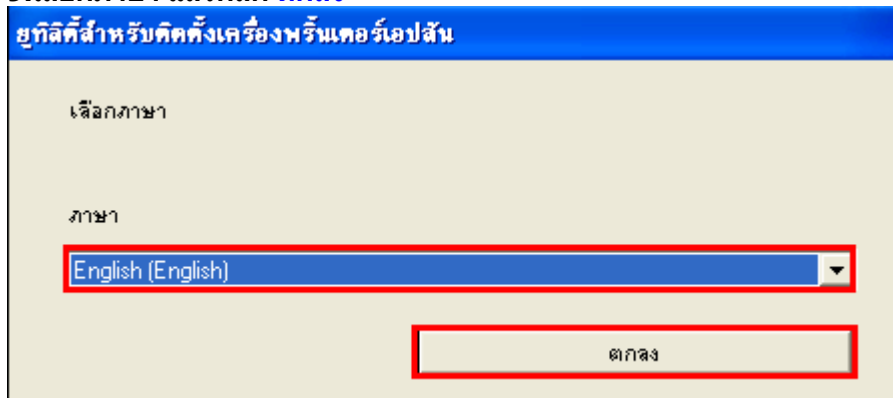 ยูทิลิตี้สำหรับติดตั้งเครื่องพริ้นเตอร์เอปสัน
เลือกภาษา
ภาษา
English (English)
ตกลง